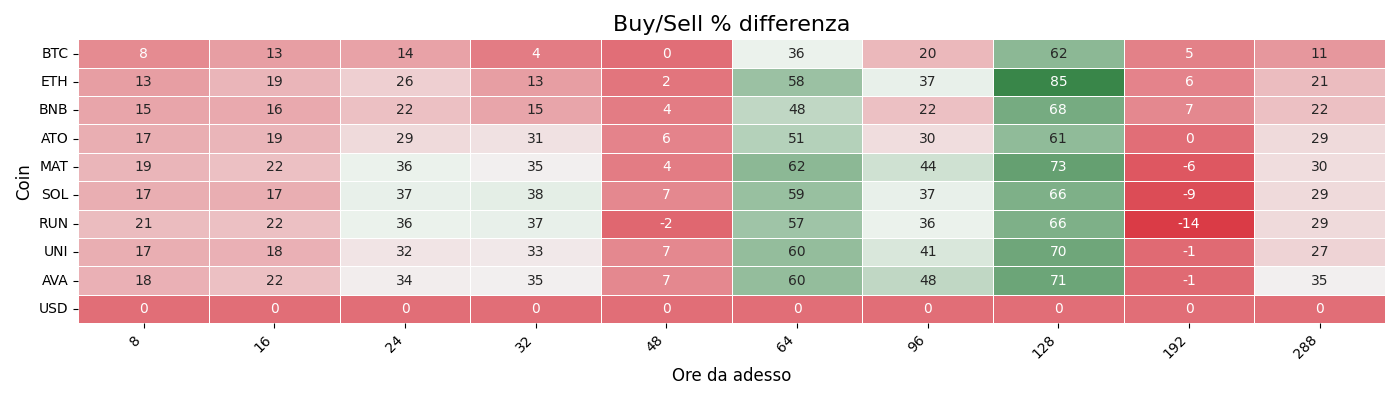 Buy/Sell % differenza
Coin
BTC 8 13 14 4 0 36 20 62 5 11
ETH 13 19 26 13 2 58 37 85 6 21
BNB 15 16 22 15 4 48 22 68 7 22
ATO 17 19 29 31 6 51 30 61 0 29
MAT 19 22 36 35 4 62 44 73 -6 30
SOL 17 17 37 38 7 59 37 66 -9 29
RUN 21 22 36 37 -2 57 36 66 -14 29
UNI 17 18 32 33 7 60 41 70 -1 27
AVA 18 22 34 35 7 60 48 71 -1 35
USD 0 0 0 0 0 0 0 0 0 0
8 16 24 32 48 64 96 128 192 288
Ore da adesso